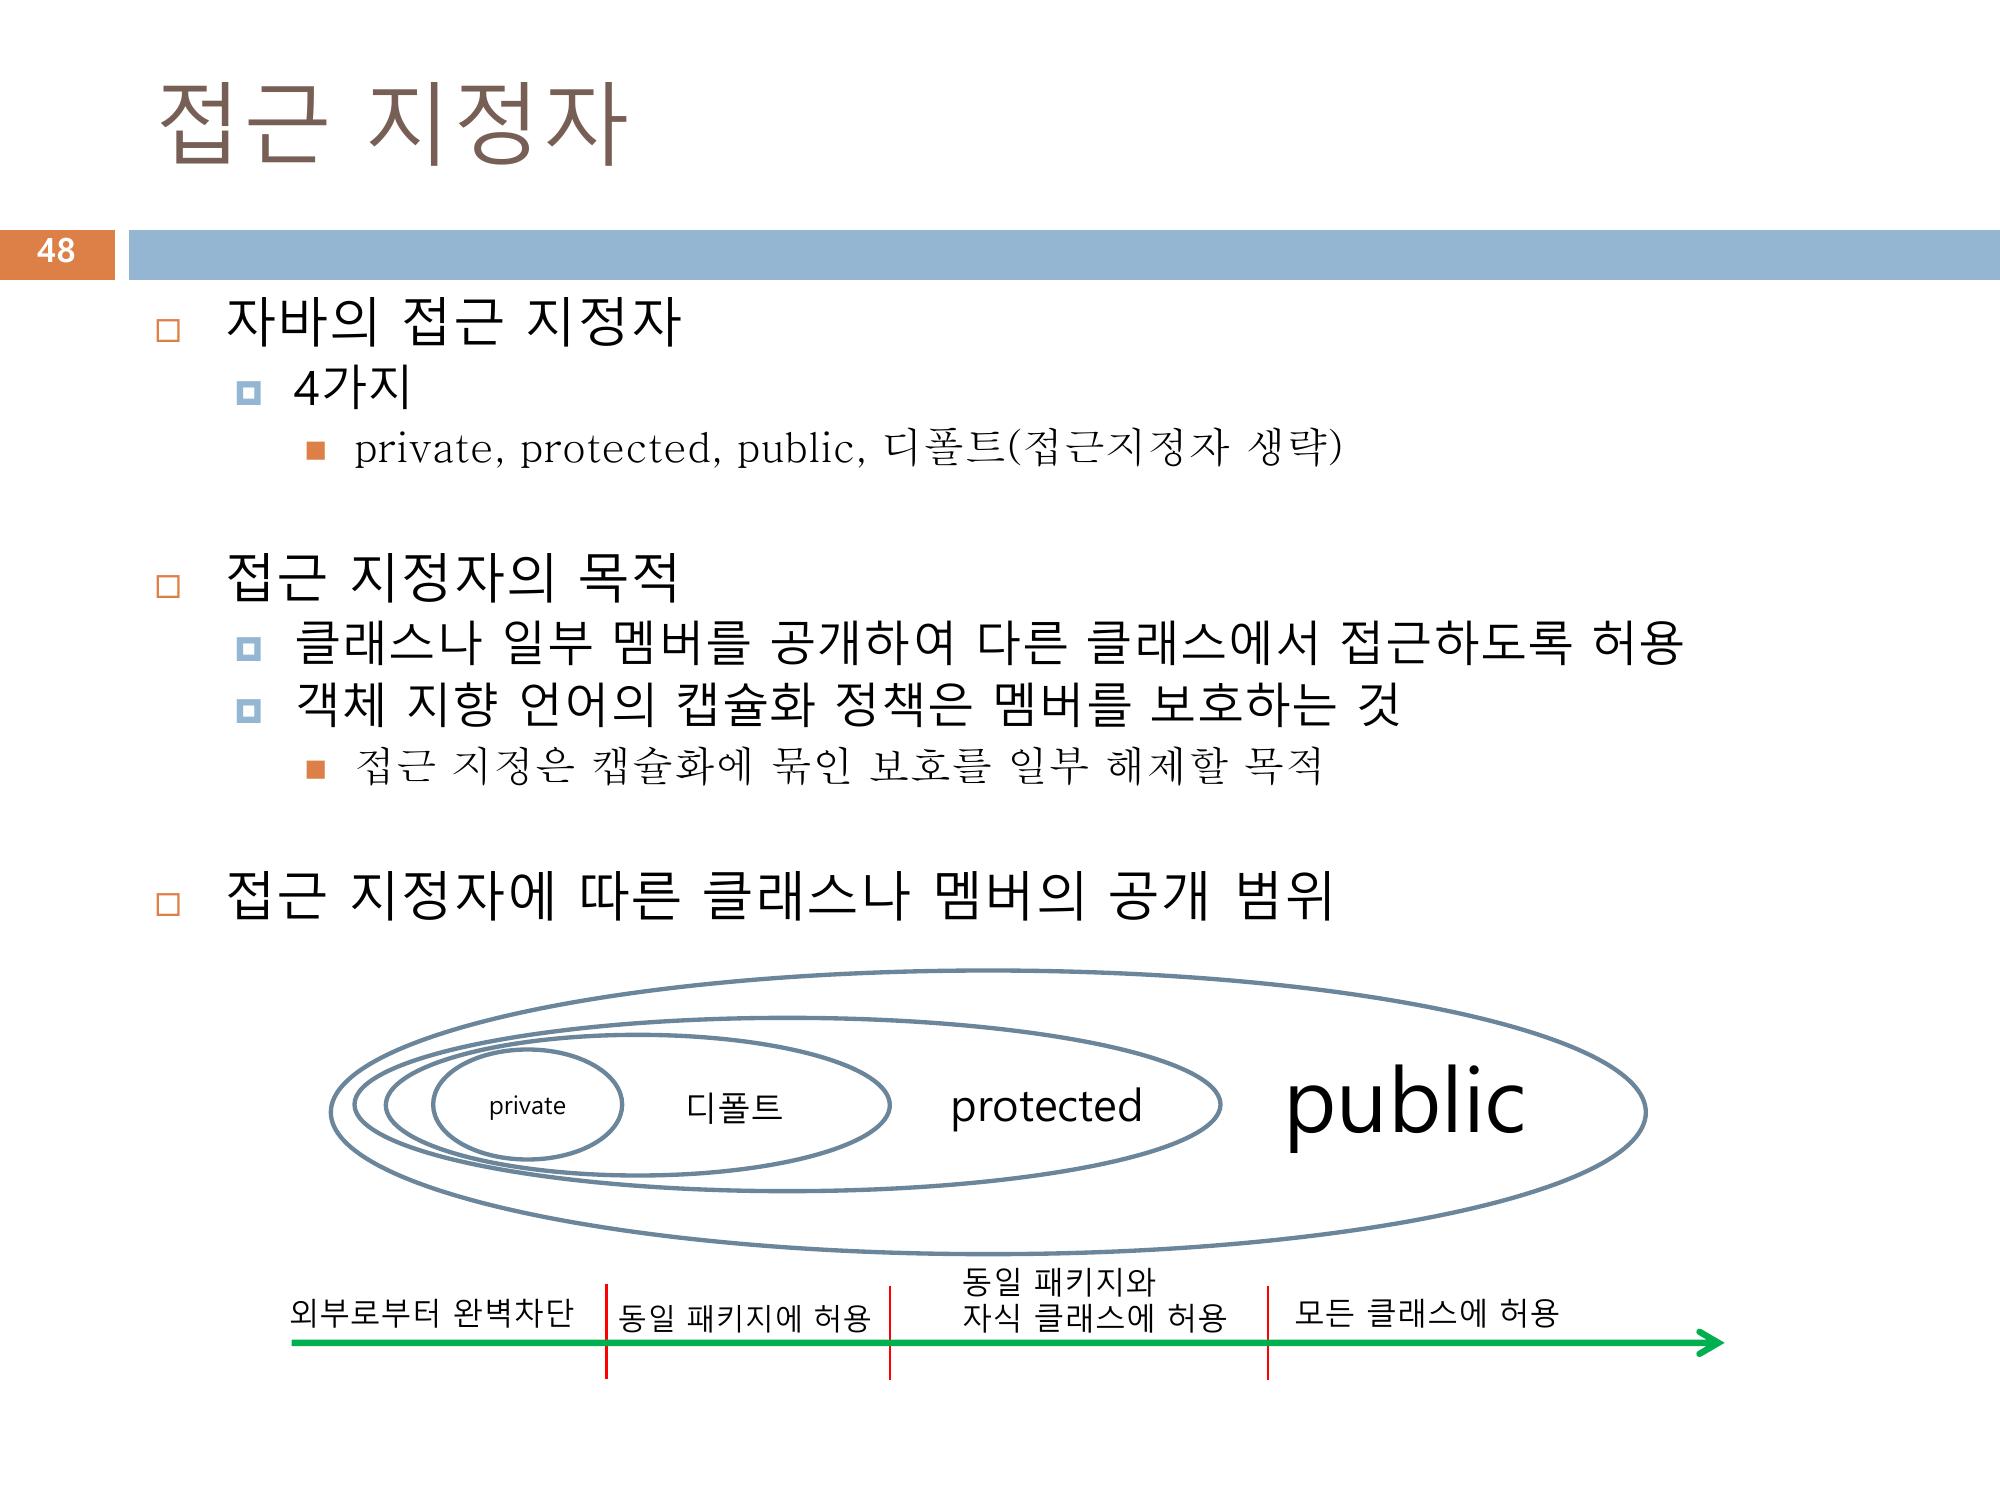 접근 지정자
48
자바의 접근 지정자
4가지
private, protected, public, 디폴트(접근지정자 생략)
접근 지정자의 목적
클래스나 일부 멤버를 공개하여 다른 클래스에서 접근하도록 허용
객체 지향 언어의 캡슐화 정책은 멤버를 보호하는 것
접근 지정은 캡슐화에 묶인 보호를 일부 해제할 목적
접근 지정자에 따른 클래스나 멤버의 공개 범위
private
디폴트
protected
public
외부로부터 완벽차단
동일 패키지에 허용
동일 패키지와
자식 클래스에 허용
모든 클래스에 허용